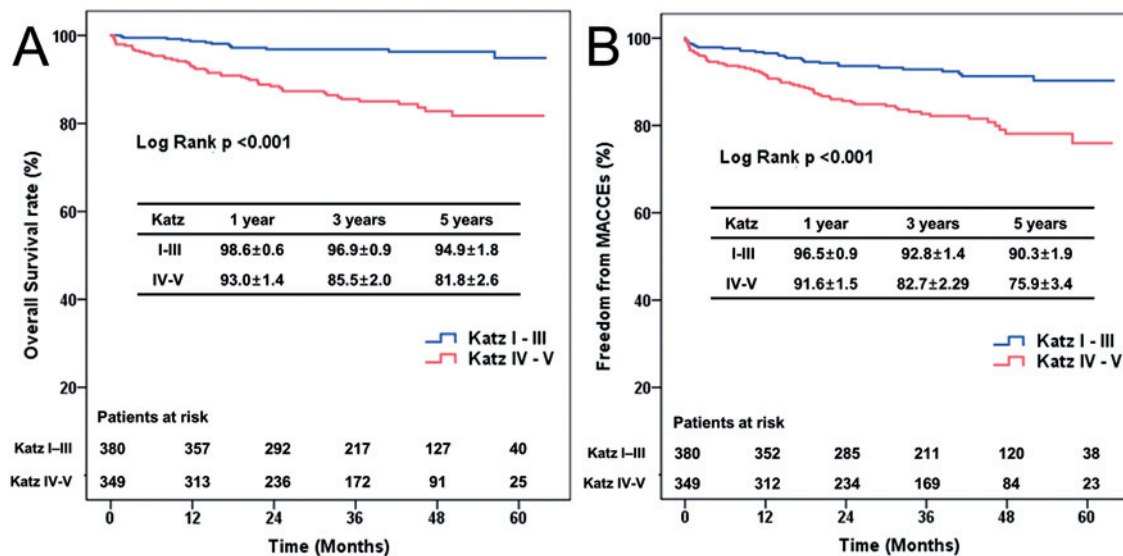 A
Overall Survival rate (%)
100
80
60
40
20
Log Rank p <0.001
Katz 1 year 3 years 5 years
I-III 98.6±0.6 96.9±0.9 94.9±1.8
IV-V 93.0±1.4 85.5±2.0 81.8±2.6
Katz I - III
Katz IV - V
Patients at risk
Katz I–III 380 357 292 217 127 40
Katz IV-V 349 313 236 172 91 25
0 12 24 36 48 60
Time (Months)
B
Freedom from MACCEs (%)
100
80
60
40
20
Log Rank p <0.001
Katz 1 year 3 years 5 years
I-III 96.5±0.9 92.8±1.4 90.3±1.9
IV-V 91.6±1.5 82.7±2.29 75.9±3.4
Katz I - III
Katz IV - V
Patients at risk
Katz I–III 380 352 285 211 120 38
Katz IV-V 349 312 234 169 84 23
0 12 24 36 48 60
Time (Months)